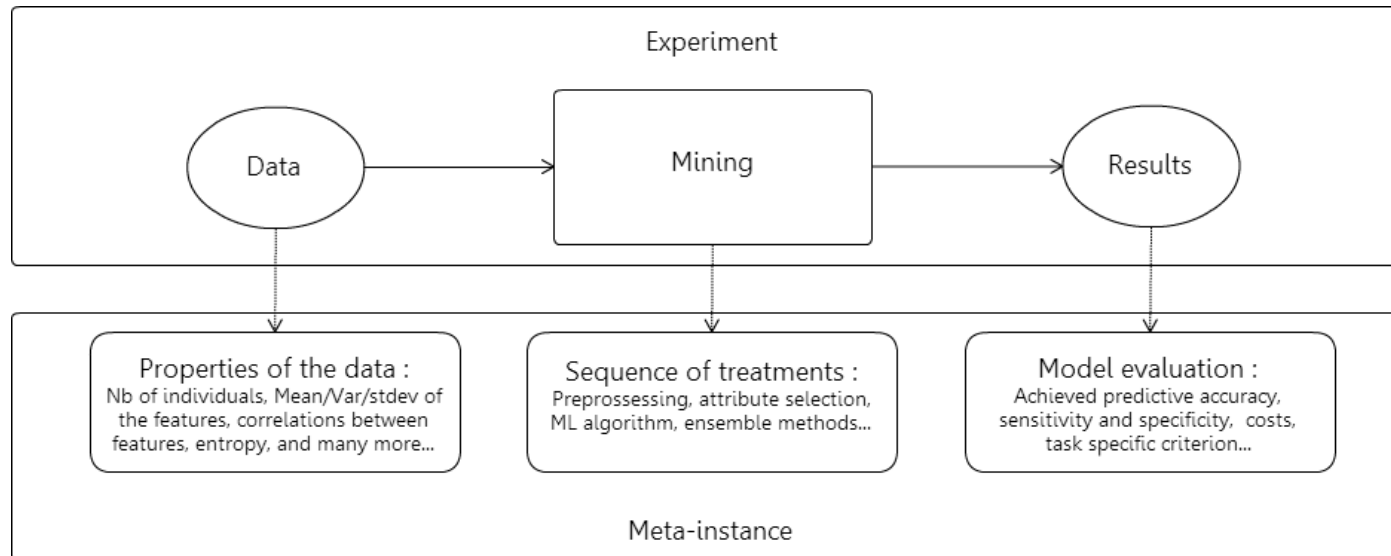 Experiment
Data
Mining
Results
Properties of the data :
Nb of individuals, Mean/Var/stdev of
the features, correlations between
features, entropy, and many more...
Sequence of treatments :
Preprossessing, attribute selection,
ML algorithm, ensemble methods...
Model evaluation :
Achieved predictive accuracy,
sensitivity and specificity,  costs,
task specific criterion...
Meta-instance